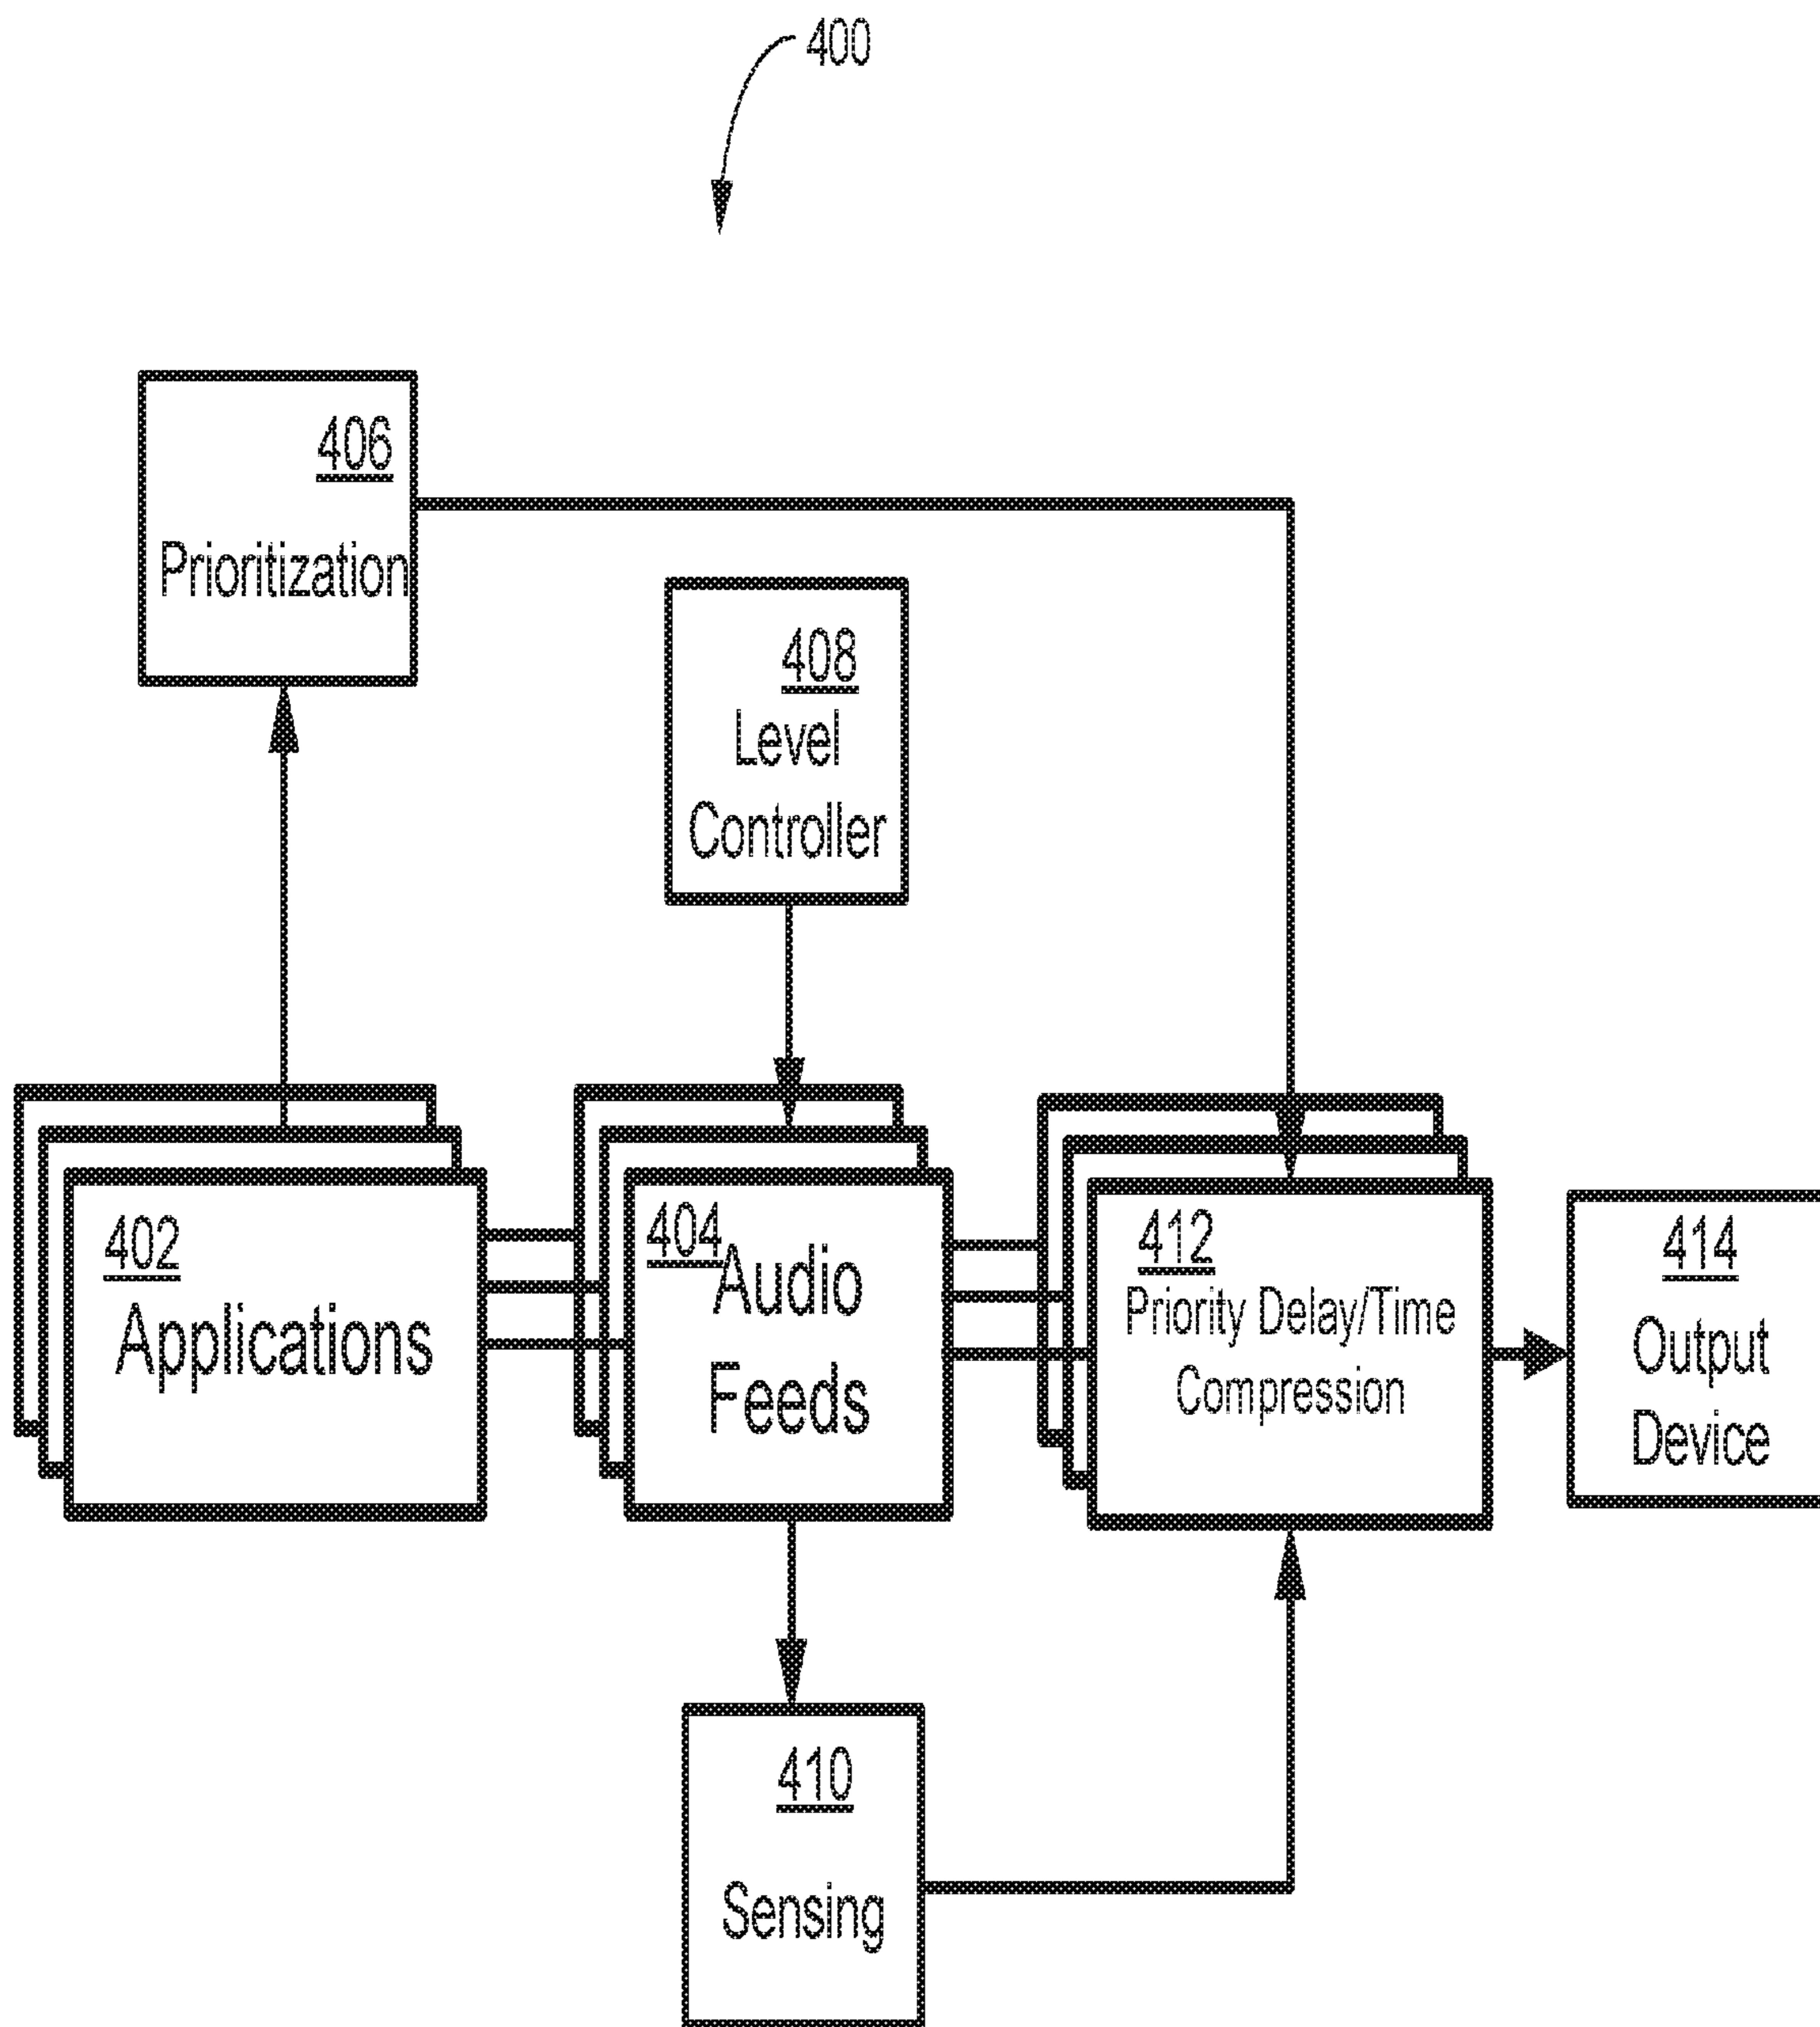 400
406
Prioritization
408
Level
Controller
402
Applications
404
Audio
Feeds
412
Priority Delay/Time
Compression
414
Output
Device
410
Sensing